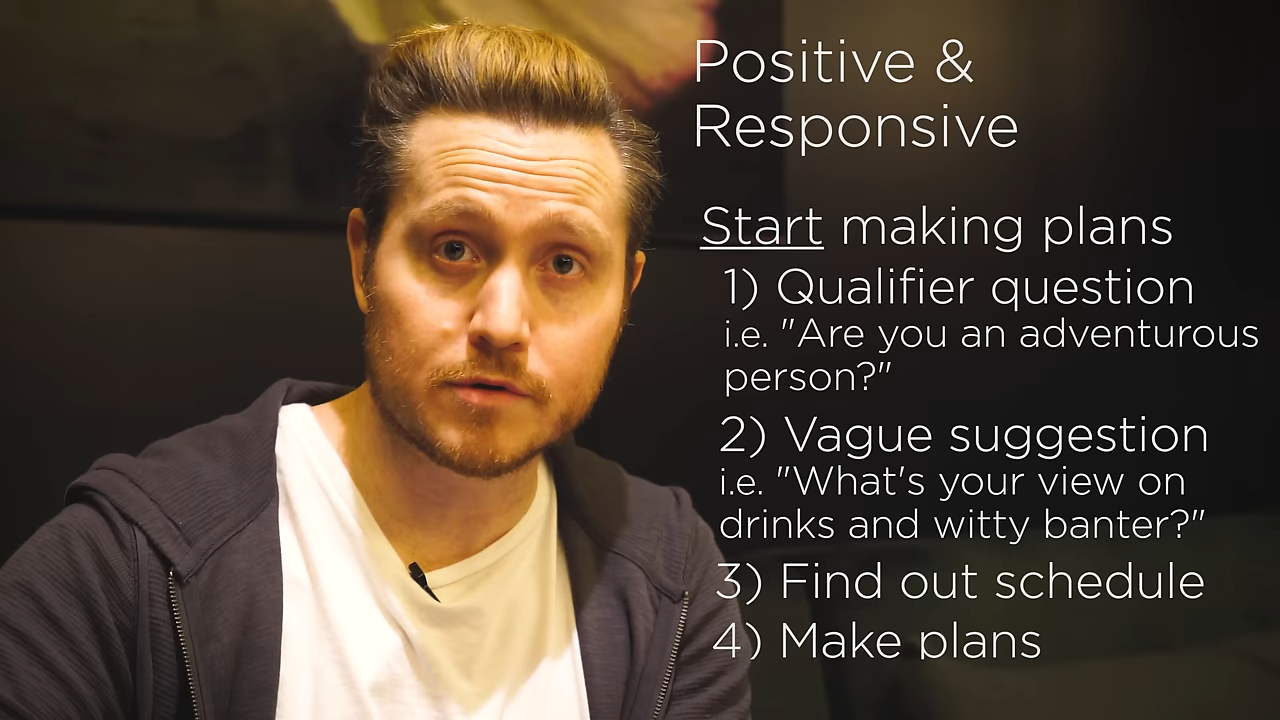 Positive &
Responsive
Start making plans
1) Qualifier question
i.e. "Are you an adventurous
person?"
2) Vague suggestion
i.e. "What's your view on
drinks and witty banter?"
3) Find out schedule
4) Make plans